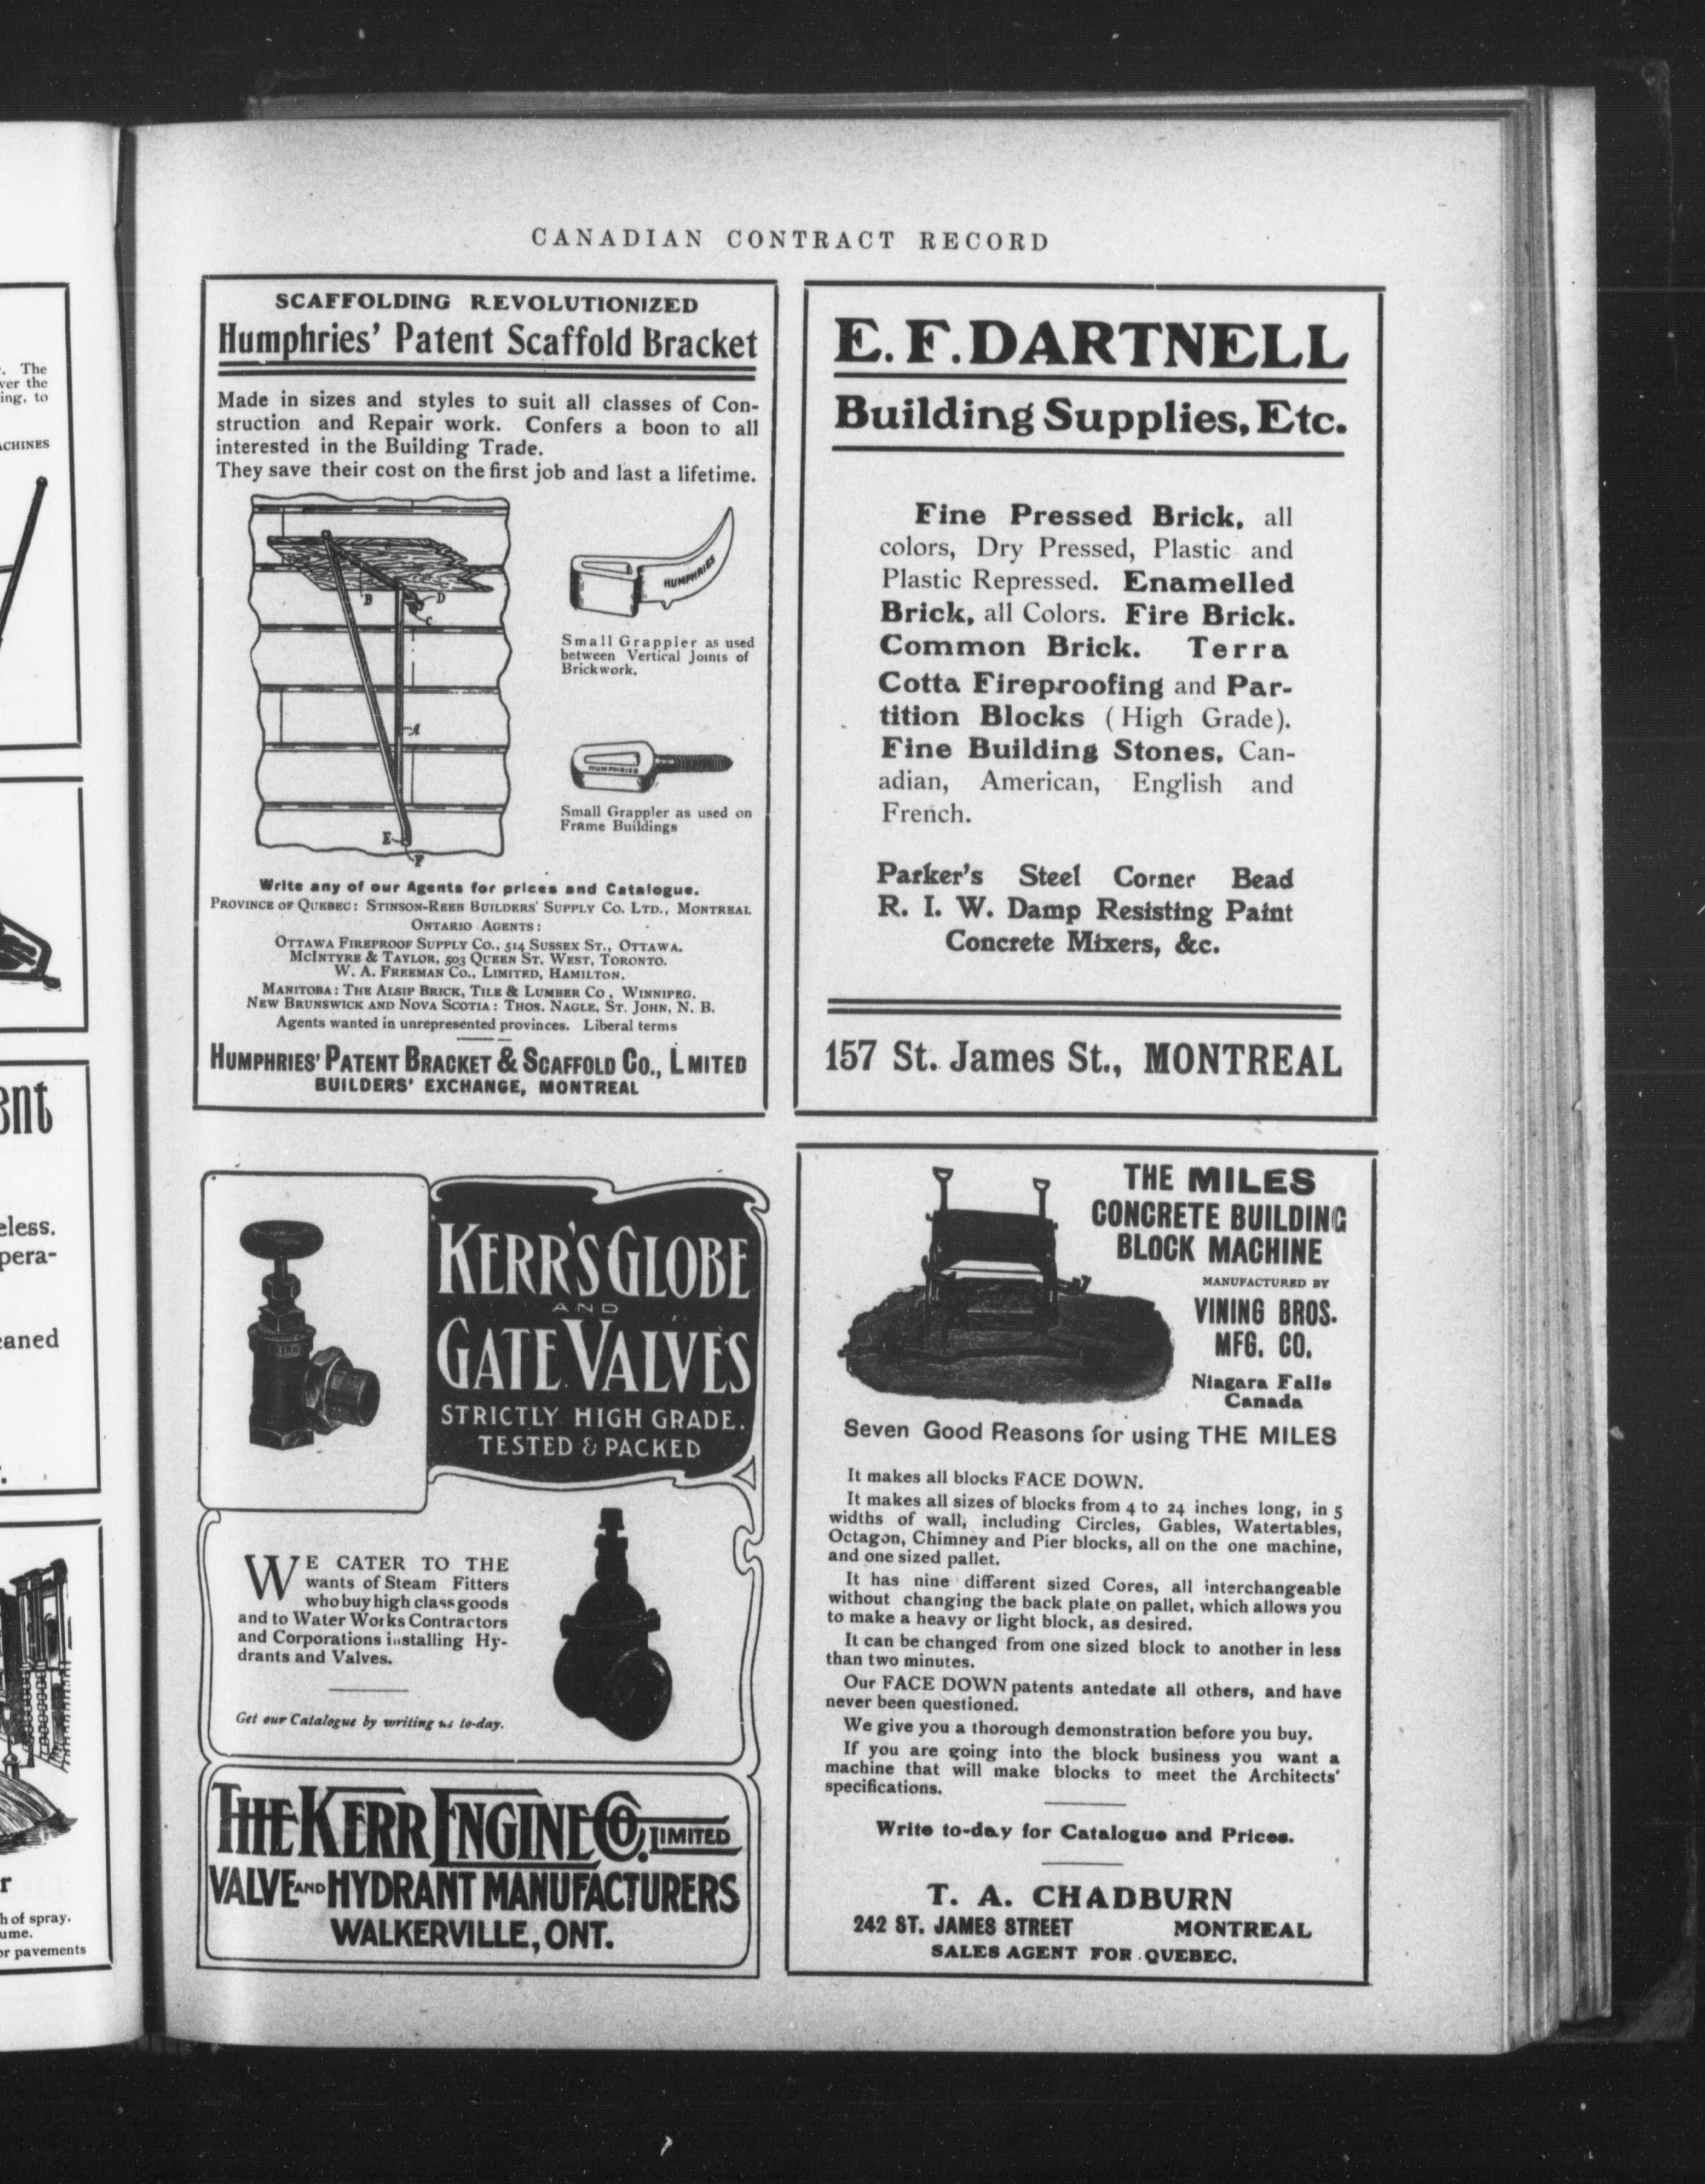 CANADIAN CONTRACT RECORD
SCAFFOLDING REVOLUTIONIZED
Humphries' Patent Scaffold Bracket
Made in sizes and styles to suit all classes of Con-
struction and Repair work. Confers a boon to all
interested in the Building Trade.
They save their cost on the first job and last a lifetime.
B
D
C
A
E
F
HUMPHRIES
Small Grappler as used
between Vertical Joints of
Brickwork.
HUMPHRIES
Small Grappler as used on
Frame Buildings
Write any of our Agents for prices and Catalogue.
PROVINCE OF QUEBEC: STINSON-REEB BUILDERS' SUPPLY CO. LTD., MONTREAL
ONTARIO AGENTS:
OTTAWA FIREPROOF SUPPLY CO., 514 SUSSEX ST., OTTAWA.
MCINTYRE & TAYLOR, 503 QUEEN ST. WEST, TORONTO.
W. A. FREEMAN CO., LIMITED, HAMILTON.
MANITOBA: THE ALSIP BRICK, TILE & LUMBER CO, WINNIPEG.
NEW BRUNSWICK AND NOVA SCOTIA: THOS. NAGLE, ST. JOHN, N. B.
Agents wanted in unrepresented provinces. Liberal terms
HUMPHRIES' PATENT BRACKET & SCAFFOLD CO., L MITED
BUILDERS' EXCHANGE, MONTREAL
E. F. DARTNELL
Building Supplies, Etc.
Fine Pressed Brick, all
colors, Dry Pressed, Plastic and
Plastic Repressed. Enamelled
Brick, all Colors. Fire Brick.
Common Brick. Terra
Cotta Fireproofing and Par-
tition Blocks (High Grade).
Fine Building Stones, Can-
adian, American, English and
French.
Parker's Steel Corner Bead
R. I. W. Damp Resisting Paint
Concrete Mixers, &c.
157 St. James St., MONTREAL
KERR'S GLOBE
AND
GATE VALVES
STRICTLY HIGH GRADE.
TESTED & PACKED
WE CATER TO THE
wants of Steam Fitters
who buy high class goods
and to Water Works Contractors
and Corporations installing Hy-
drants and Valves.
Get our Catalogue by writing us to-day.
THE KERR ENGINE CO. LIMITED
VALVE AND HYDRANT MANUFACTURERS
WALKERVILLE, ONT.
THE MILES
CONCRETE BUILDING
BLOCK MACHINE
MANUFACTURED BY
VINING BROS.
MFG. CO.
Niagara Falls
Canada
Seven Good Reasons for using THE MILES
It makes all blocks FACE DOWN.
It makes all sizes of blocks from 4 to 24 inches long, in 5
widths of wall, including Circles, Gables, Watertables,
Octagon, Chimney and Pier blocks, all on the one machine,
and one sized pallet.
It has nine different sized Cores, all interchangeable
without changing the back plate on pallet, which allows you
to make a heavy or light block, as desired.
It can be changed from one sized block to another in less
than two minutes.
Our FACE DOWN patents antedate all others, and have
never been questioned.
We give you a thorough demonstration before you buy.
If you are going into the block business you want a
machine that will make blocks to meet the Architects'
specifications.
Write to-day for Catalogue and Prices.
T. A. CHADBURN
242 ST. JAMES STREET MONTREAL
SALES AGENT FOR QUEBEC.